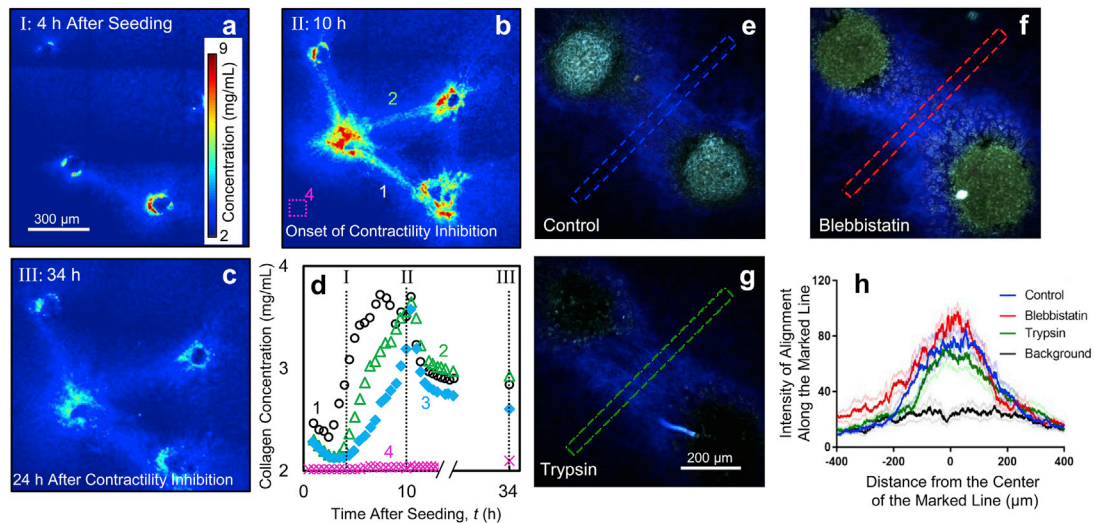 I: 4 h After Seeding
a
9
Concentration (mg/mL)
2
300 µm
II: 10 h
b
2
1
4
Onset of Contractility Inhibition
e
Control
f
Blebbistatin
III: 34 h
c
24 h After Contractility Inhibition
d
I
II
III
4
3
2
Collagen Concentration (mg/mL)
1
2
3
4
0
10
34
Time After Seeding, t (h)
g
Trypsin
200 µm
h
120
80
40
0
Intensity of Alignment
Along the Marked Line
Control
Blebbistatin
Trypsin
Background
-400
-200
0
200
400
Distance from the Center
of the Marked Line (µm)